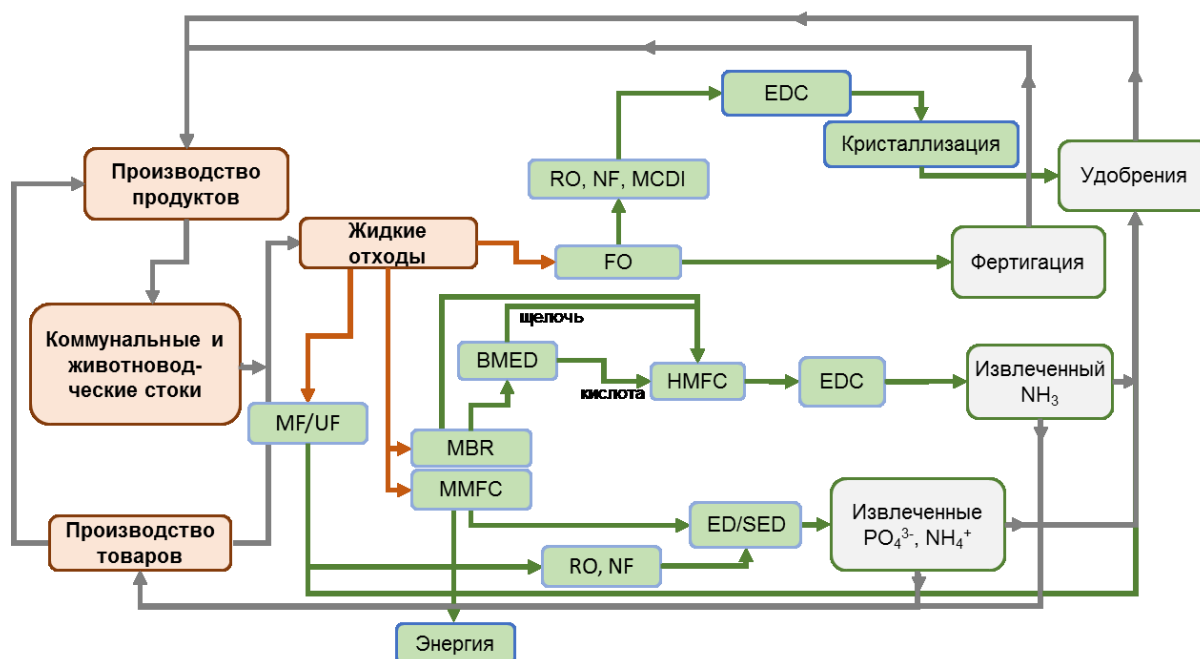 EDC
Кристаллизация
Производство
продуктов
RO, NF, MCDI
Удобрения
Жидкие
отходы
FO
Фертигация
Коммунальные и
животновод-
ческие стоки
щелочь
BMED
кислота
HMFC
EDC
Извлеченный
NH₃
MF/UF
MBR
MMFC
Производство
товаров
ED/SED
Извлеченные
PO₄³⁻, NH₄⁺
RO, NF
Энергия